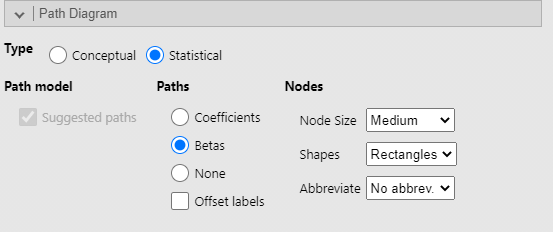 Path Diagram
Type Conceptual Statistical
Path model Paths Nodes
Suggested paths Coefficients Node Size Medium
Betas Shapes Rectangles
None Abbreviate No abbrev.
Offset labels